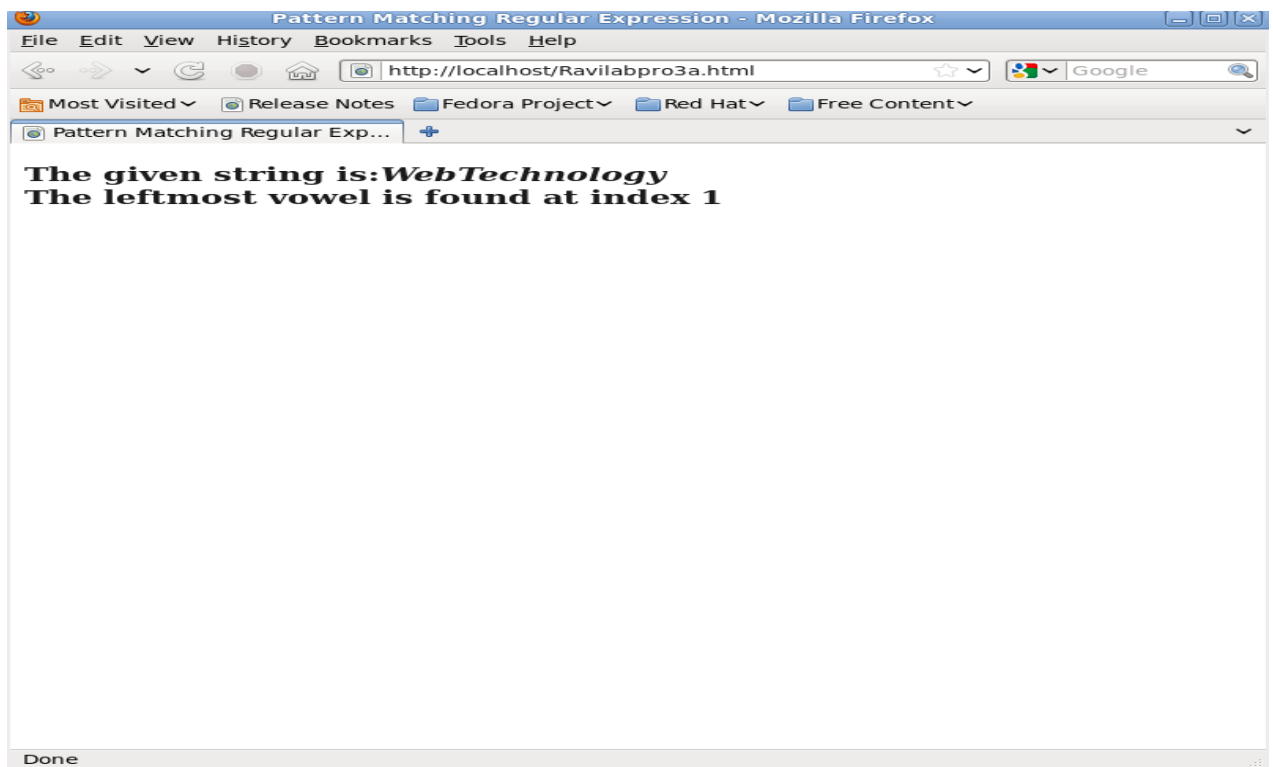 Pattern Matching Regular Expression - Mozilla Firefox
File Edit View History Bookmarks Tools Help
http://localhost/Ravilabpro3a.html Google
Most Visited Release Notes Fedora Project Red Hat Free Content
Pattern Matching Regular Exp...
The given string is:WebTechnology
The leftmost vowel is found at index 1
Done